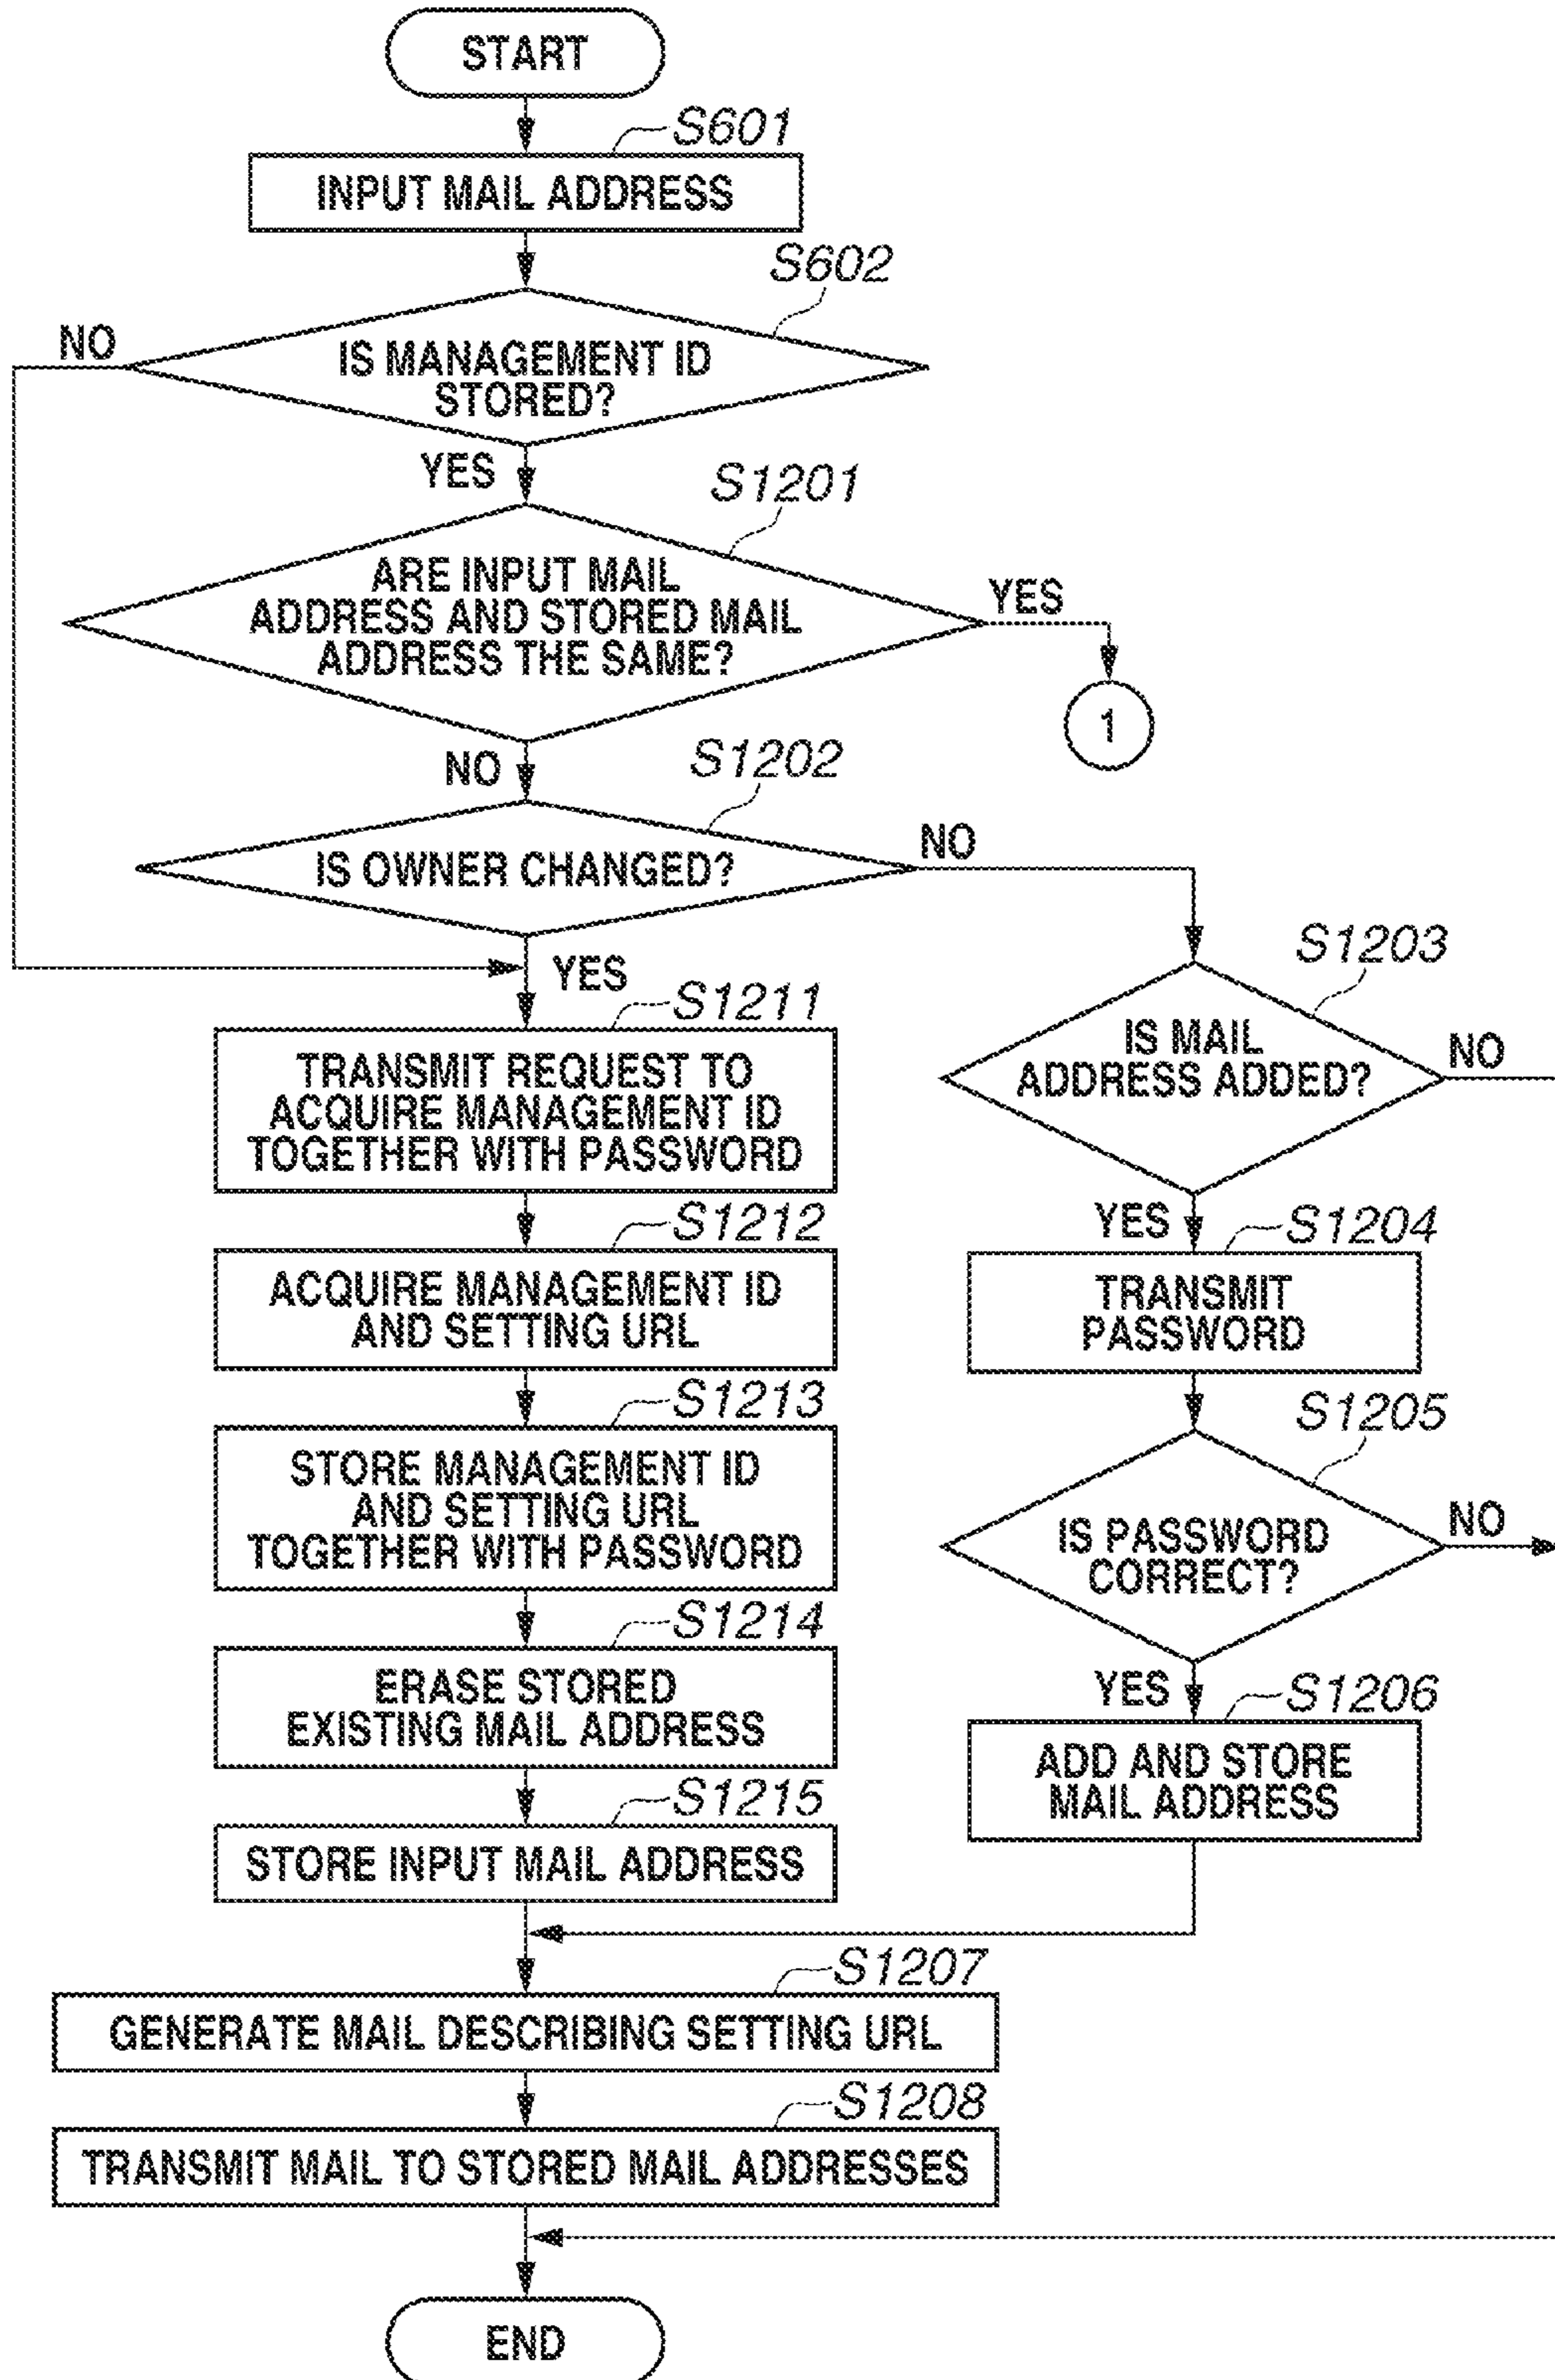 START
S601
INPUT MAIL ADDRESS
S602
NO
IS MANAGEMENT ID
STORED?
YES
S1201
ARE INPUT MAIL
ADDRESS AND STORED MAIL
ADDRESS THE SAME?
YES
1
NO
S1202
IS OWNER CHANGED?
NO
YES
S1211
TRANSMIT REQUEST TO
ACQUIRE MANAGEMENT ID
TOGETHER WITH PASSWORD
S1212
ACQUIRE MANAGEMENT ID
AND SETTING URL
S1213
STORE MANAGEMENT ID
AND SETTING URL
TOGETHER WITH PASSWORD
S1214
ERASE STORED
EXISTING MAIL ADDRESS
S1215
STORE INPUT MAIL ADDRESS
S1203
IS MAIL
ADDRESS ADDED?
NO
YES
S1204
TRANSMIT
PASSWORD
S1205
IS PASSWORD
CORRECT?
NO
YES
S1206
ADD AND STORE
MAIL ADDRESS
S1207
GENERATE MAIL DESCRIBING SETTING URL
S1208
TRANSMIT MAIL TO STORED MAIL ADDRESSES
END